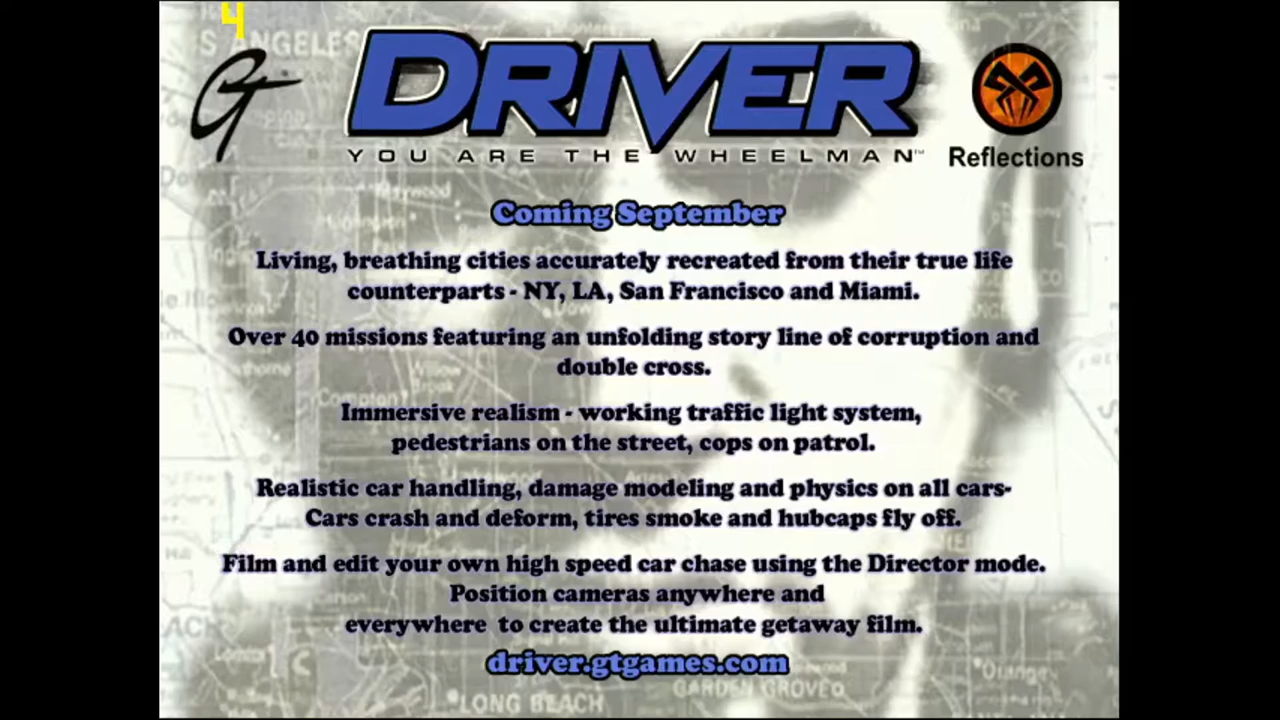 4
S ANGELES
GT
DRIVER
YOU ARE THE WHEELMAN™
Reflections
Coming September
Living, breathing cities accurately recreated from their true life
counterparts - NY, LA, San Francisco and Miami.
Over 40 missions featuring an unfolding story line of corruption and
double cross.
Compton
Immersive realism - working traffic light system,
pedestrians on the street, cops on patrol.
Realistic car handling, damage modeling and physics on all cars-
Cars crash and deform, tires smoke and hubcaps fly off.
Film and edit your own high speed car chase using the Director mode.
Position cameras anywhere and
everywhere to create the ultimate getaway film.
ACH
driver.gtgames.com
Orange
GARDEN GROVE
LONG BEACH